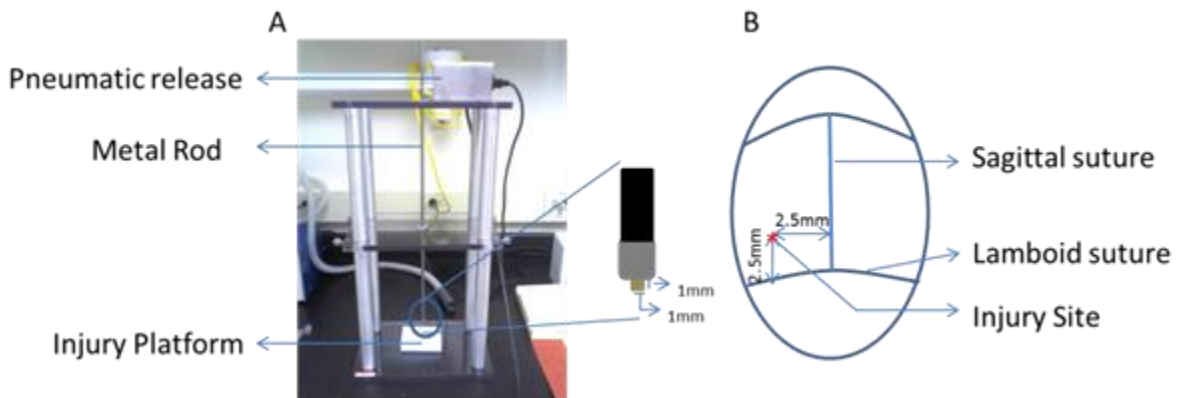 A
B
Pneumatic release
Metal Rod
Injury Platform
1mm
1mm
2.5mm
2.5mm
Sagittal suture
Lamboid suture
Injury Site